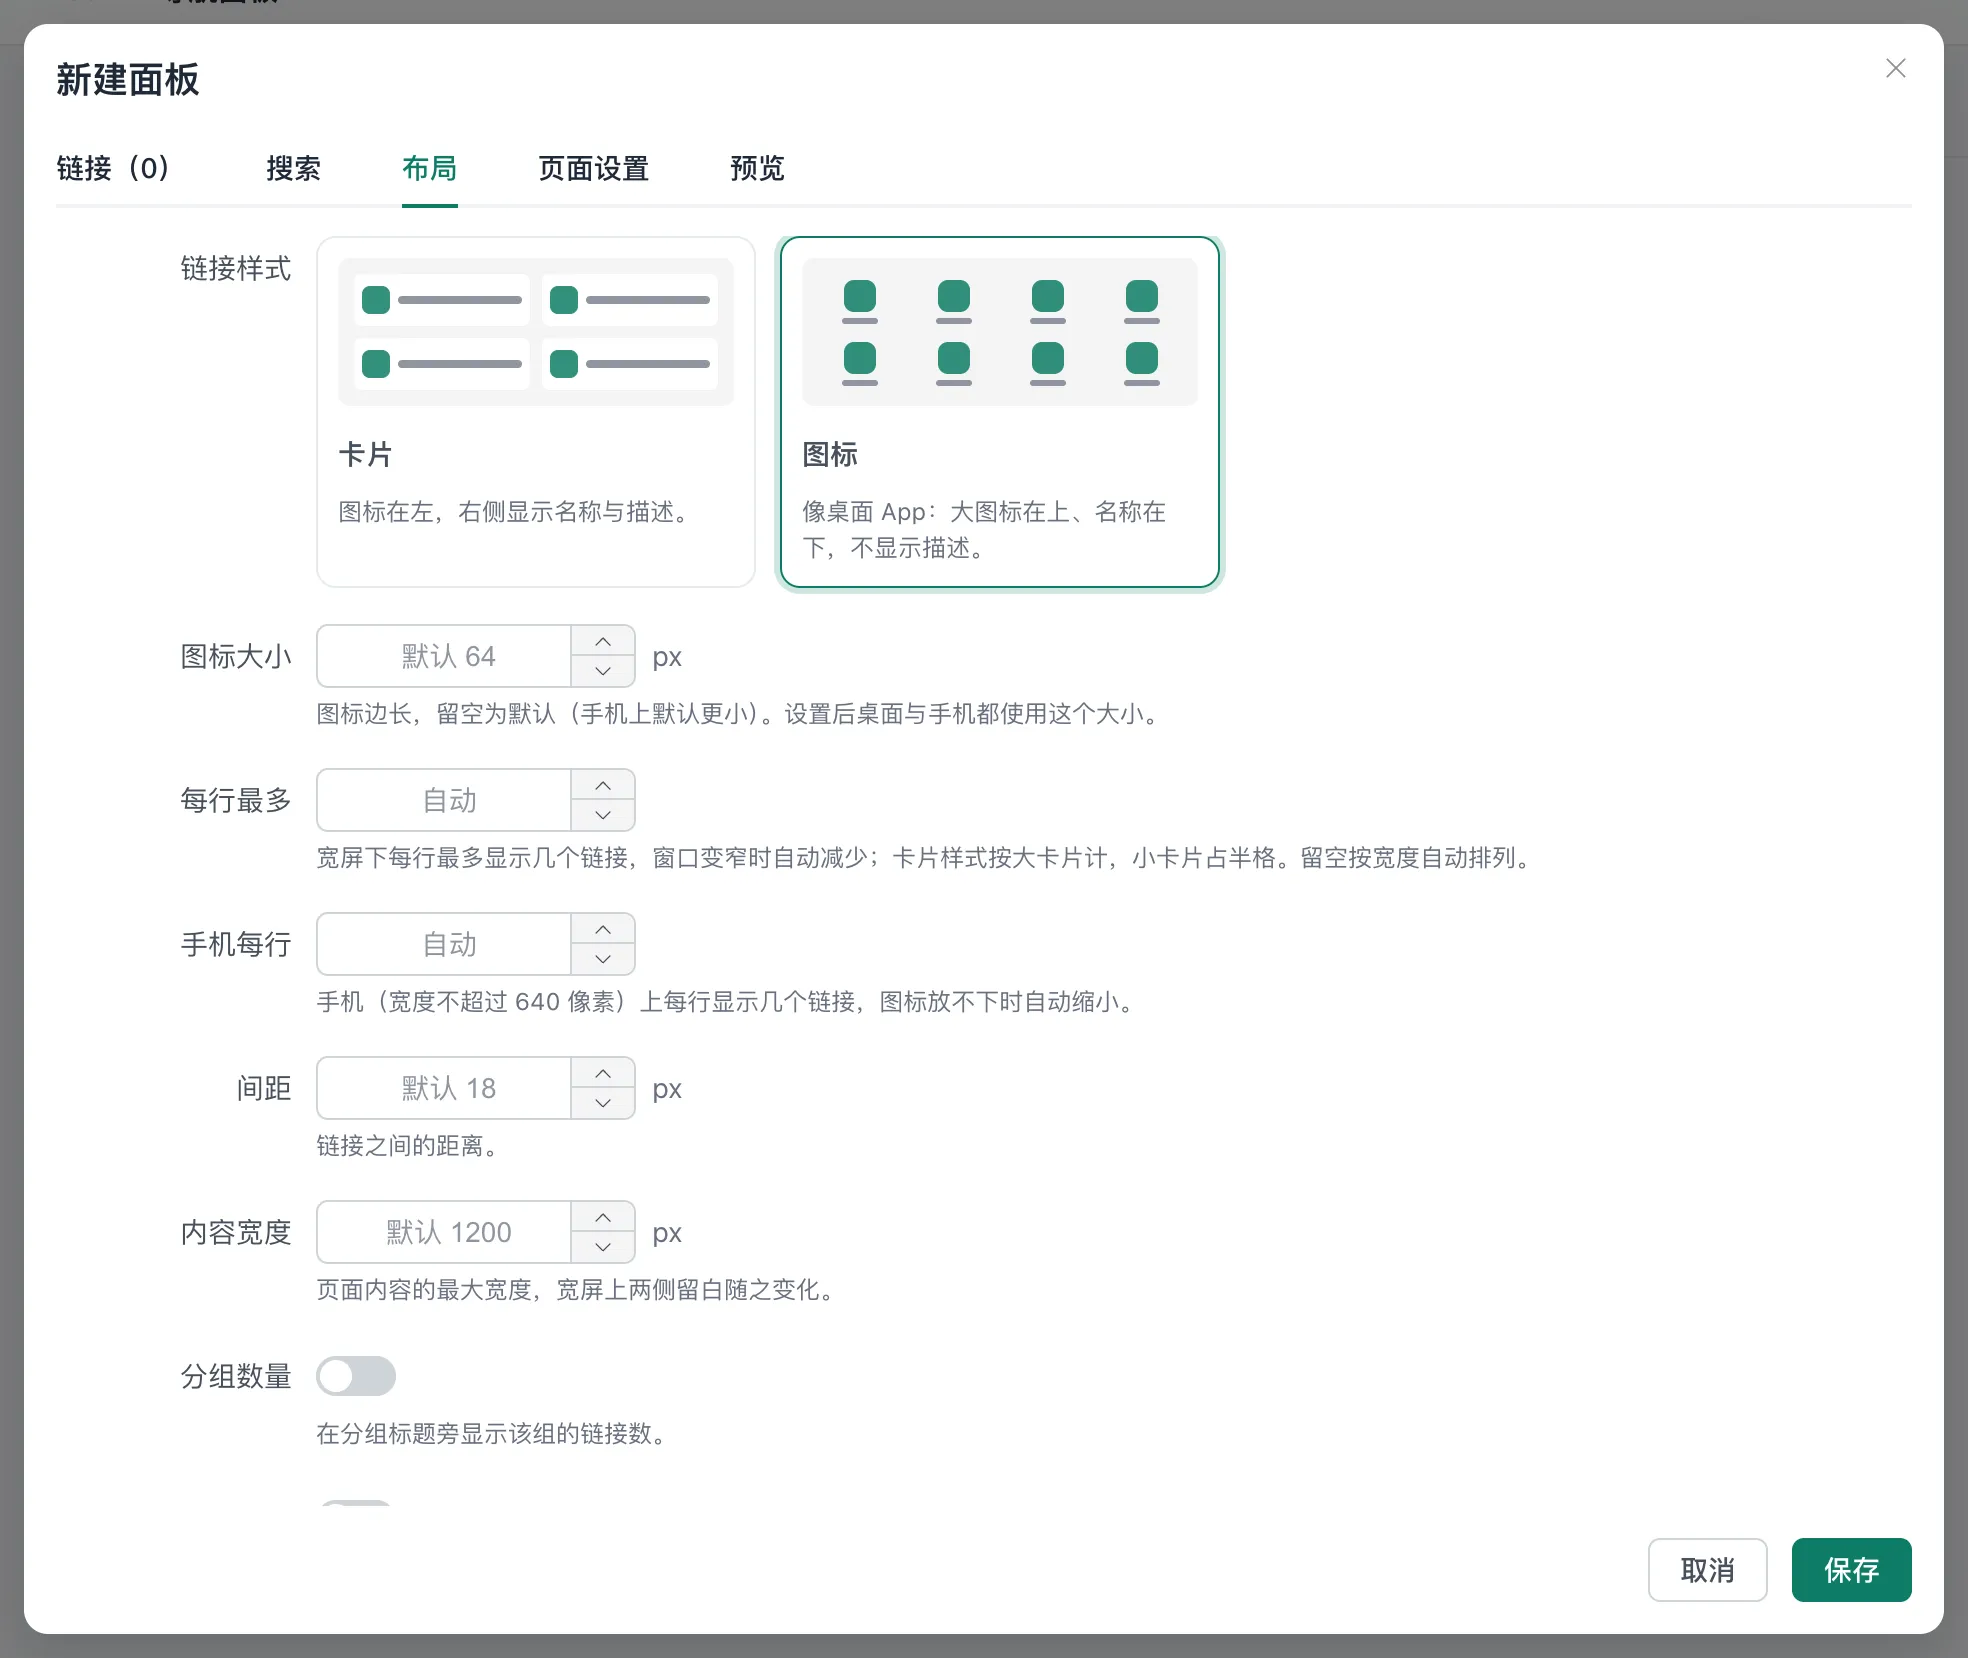 新建面板
链接（0） 搜索 布局 页面设置 预览
链接样式
卡片
图标在左，右侧显示名称与描述。
图标
像桌面 App：大图标在上、名称在
下，不显示描述。
图标大小 默认 64 px
图标边长，留空为默认（手机上默认更小）。设置后桌面与手机都使用这个大小。
每行最多 自动
宽屏下每行最多显示几个链接，窗口变窄时自动减少；卡片样式按大卡片计，小卡片占半格。留空按宽度自动排列。
手机每行 自动
手机（宽度不超过 640 像素）上每行显示几个链接，图标放不下时自动缩小。
间距 默认 18 px
链接之间的距离。
内容宽度 默认 1200 px
页面内容的最大宽度，宽屏上两侧留白随之变化。
分组数量
在分组标题旁显示该组的链接数。
取消 保存